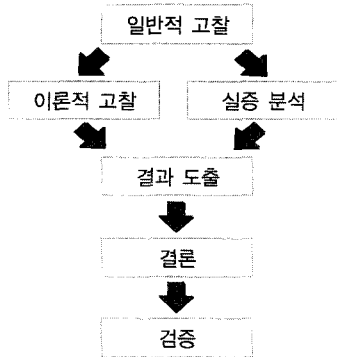 일반적 고찰
이론적 고찰
실증 분석
결과 도출
결론
검증